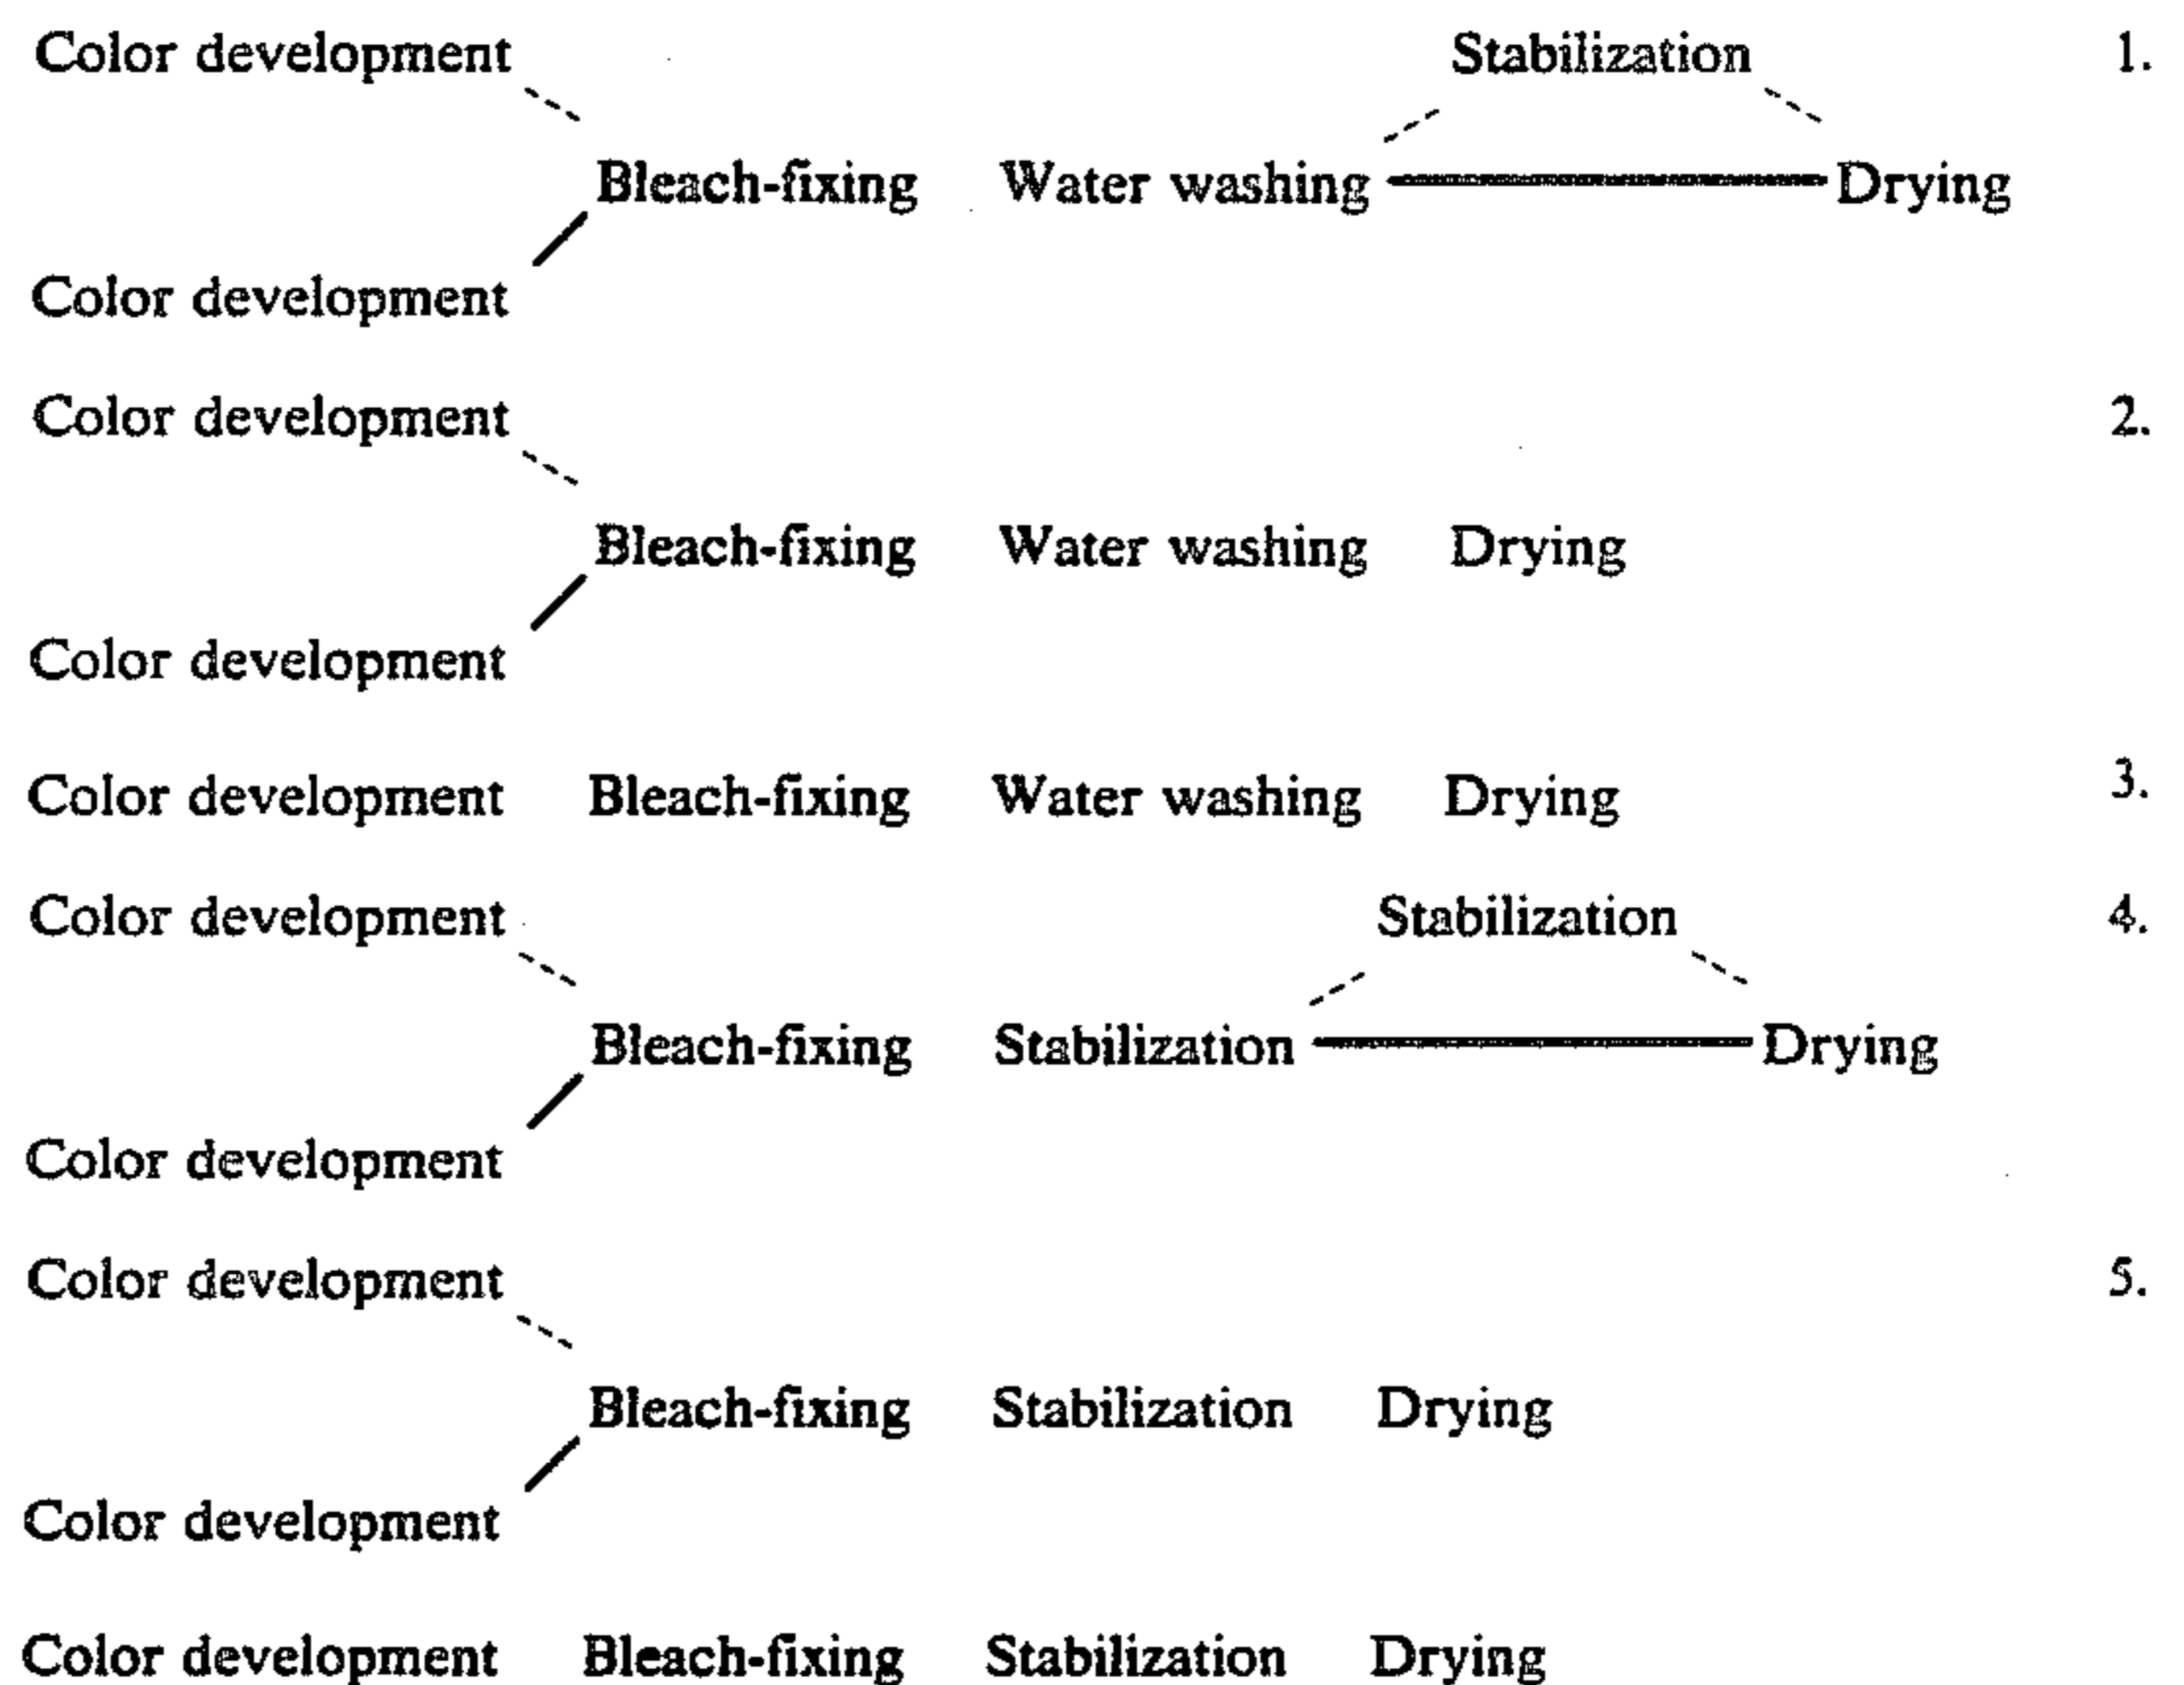 Color development Stabilization 1.
Bleach-fixing Water washing Drying
Color development
Color development 2.
Bleach-fixing Water washing Drying
Color development
Color development Bleach-fixing Water washing Drying 3.
Color development Stabilization 4.
Bleach-fixing Stabilization Drying
Color development
Color development 5.
Bleach-fixing Stabilization Drying
Color development
Color development Bleach-fixing Stabilization Drying